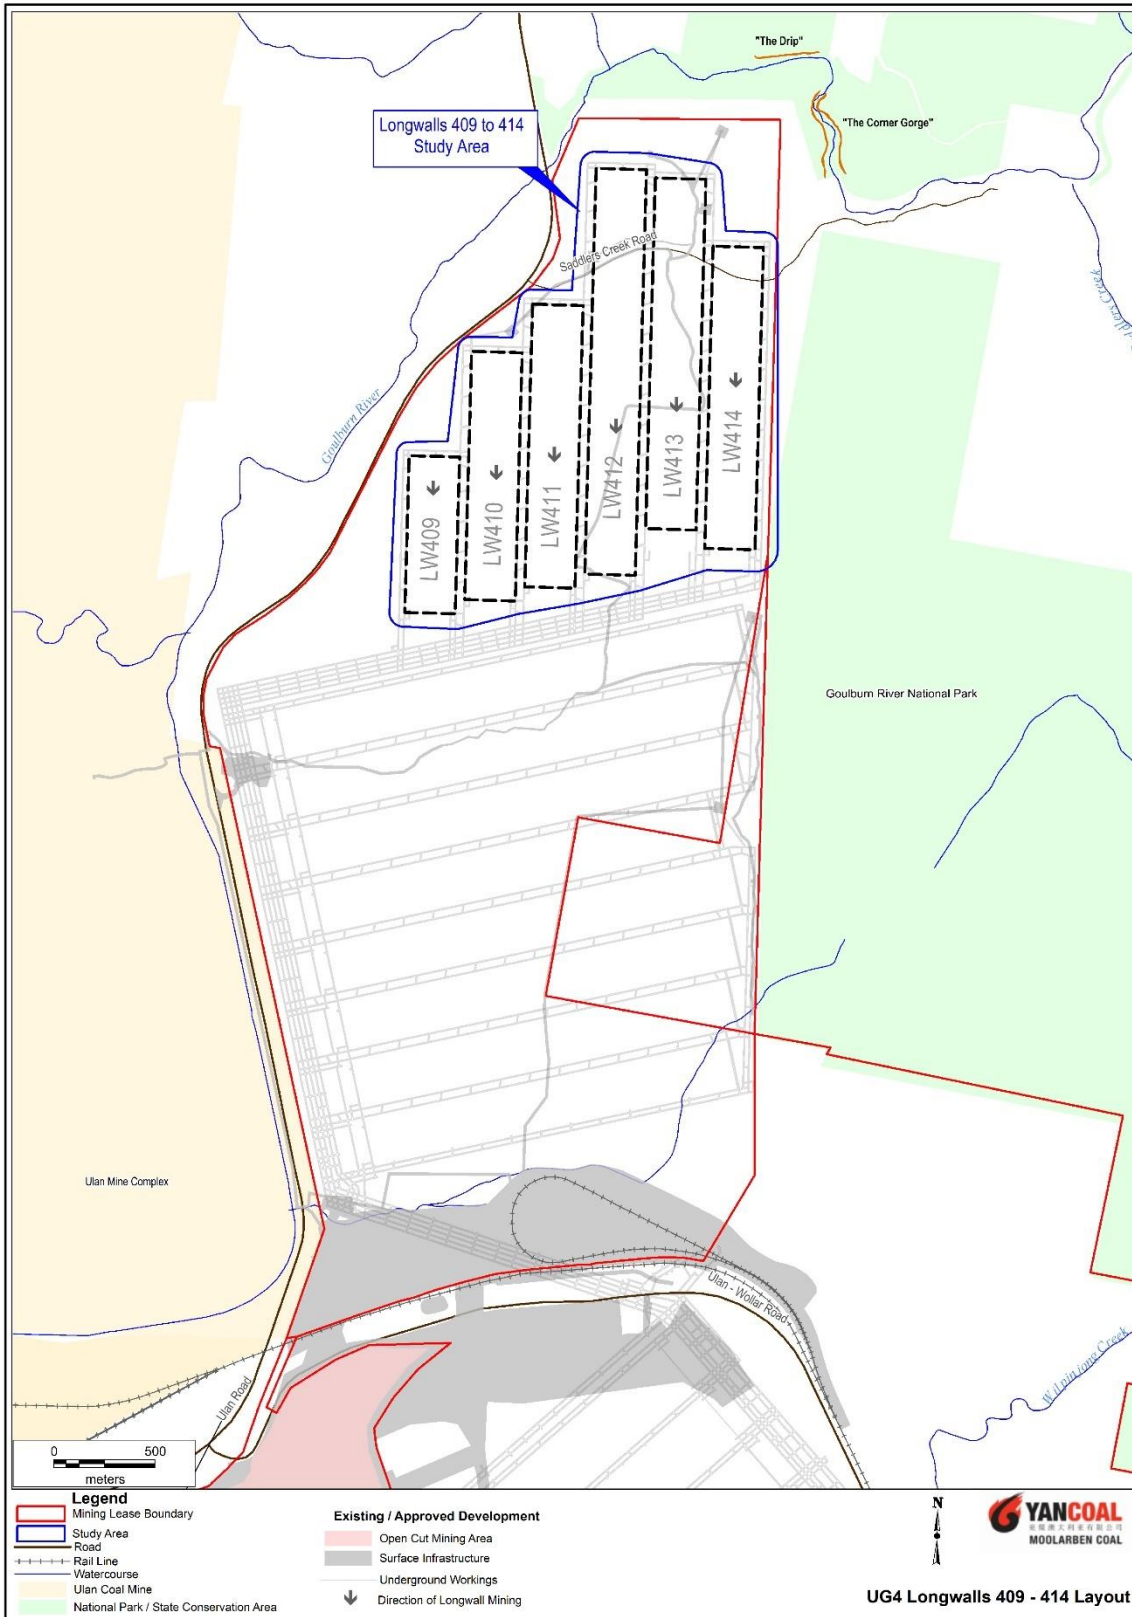 "The Drip"
"The Corner Gorge"
Longwalls 409 to 414
Study Area
Saddlers Creek Road
Goulburn River
LW409
LW410
LW411
LW412
LW413
LW414
Goulburn River National Park
Ulan Mine Complex
Ulan - Wollar Road
Ulan Road
Wilpinjong Creek
0 500
meters
Legend
Mining Lease Boundary
Study Area
Road
Rail Line
Watercourse
Ulan Coal Mine
National Park / State Conservation Area
Existing / Approved Development
Open Cut Mining Area
Surface Infrastructure
Underground Workings
Direction of Longwall Mining
N
YANCOAL
MOOLARBEN COAL
UG4 Longwalls 409 - 414 Layout